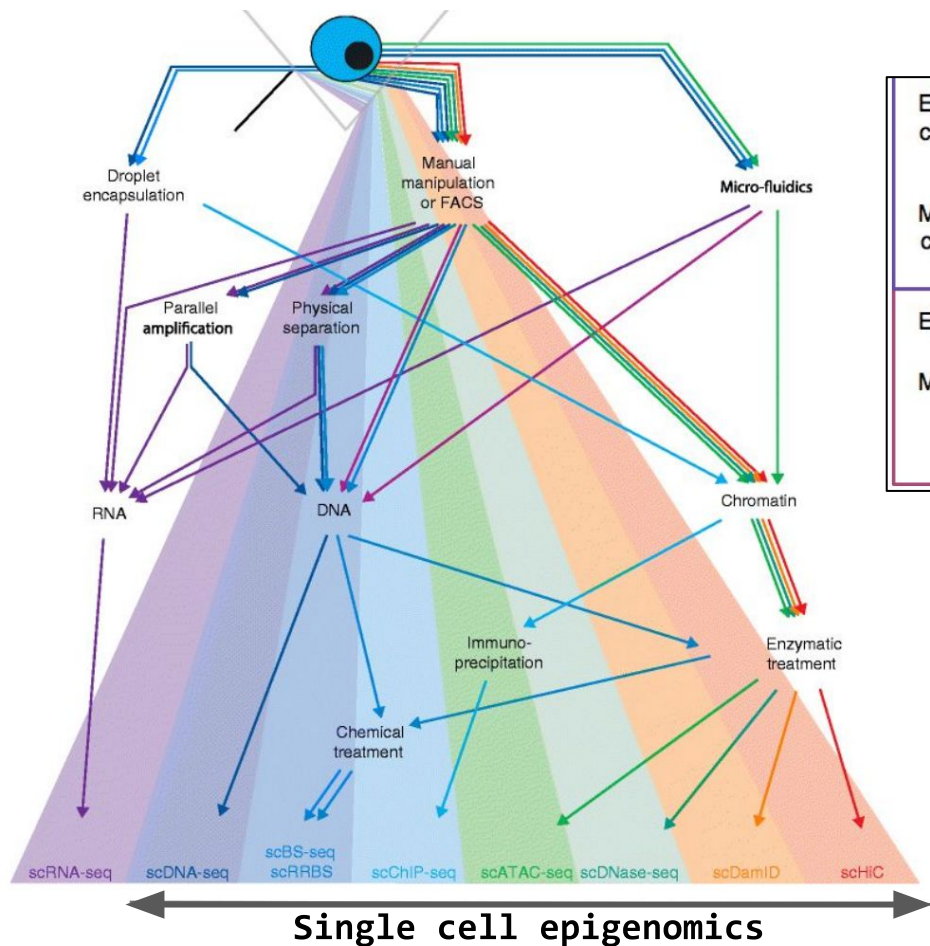 Droplet
encapsulation
Manual
manipulation
or FACS
Micro-fluidics
E
c
M
c
E
M
Parallel
amplification
Physical
separation
RNA
DNA
Chromatin
Immuno-
precipitation
Enzymatic
treatment
Chemical
treatment
scRNA-seq
scDNA-seq
scBS-seq
scRRBS
scChIP-seq
scATAC-seq
scDNase-seq
scDamID
scHiC
Single cell epigenomics